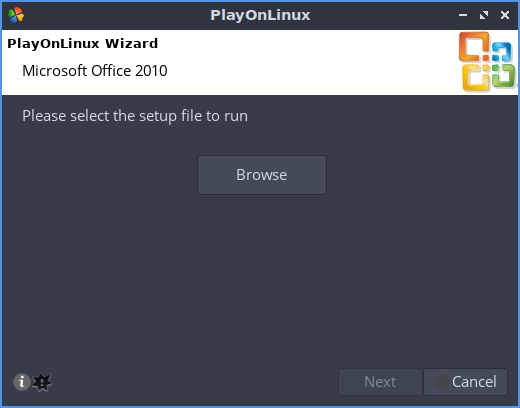 PlayOnLinux
PlayOnLinux Wizard
Microsoft Office 2010
Please select the setup file to run
Browse
Next
Cancel